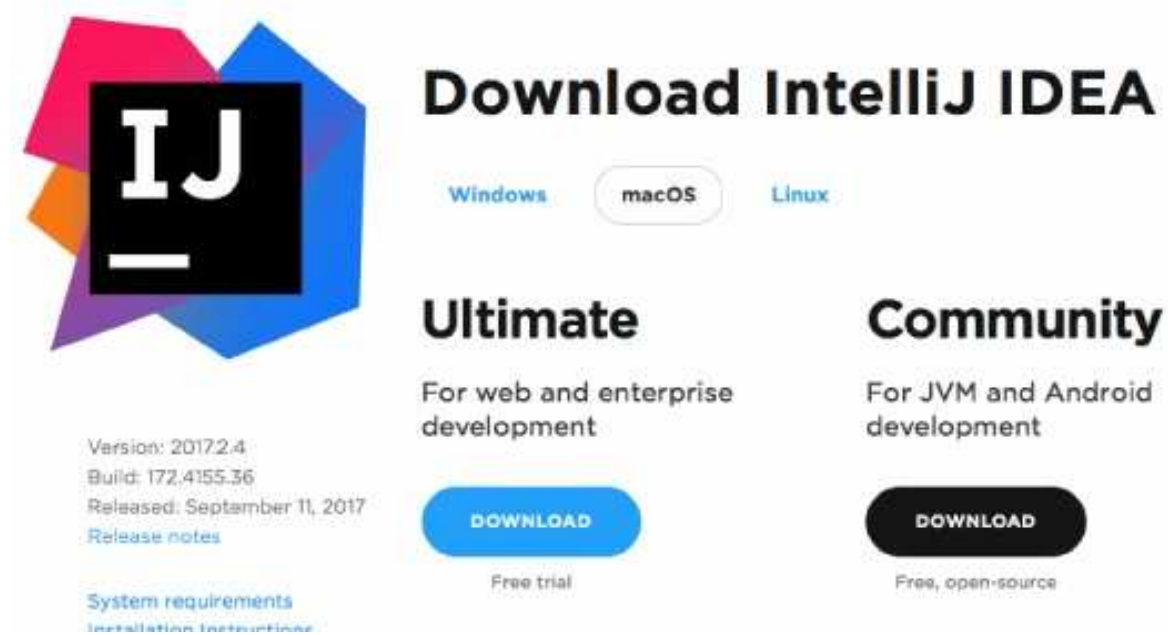 IJ
Download IntelliJ IDEA
Windows
macOS
Linux
Ultimate
For web and enterprise
development
DOWNLOAD
Free trial
Community
For JVM and Android
development
DOWNLOAD
Free, open-source
Version: 2017.2.4
Build: 172.4155.36
Released: September 11, 2017
Release notes
System requirements
Installation Instructions